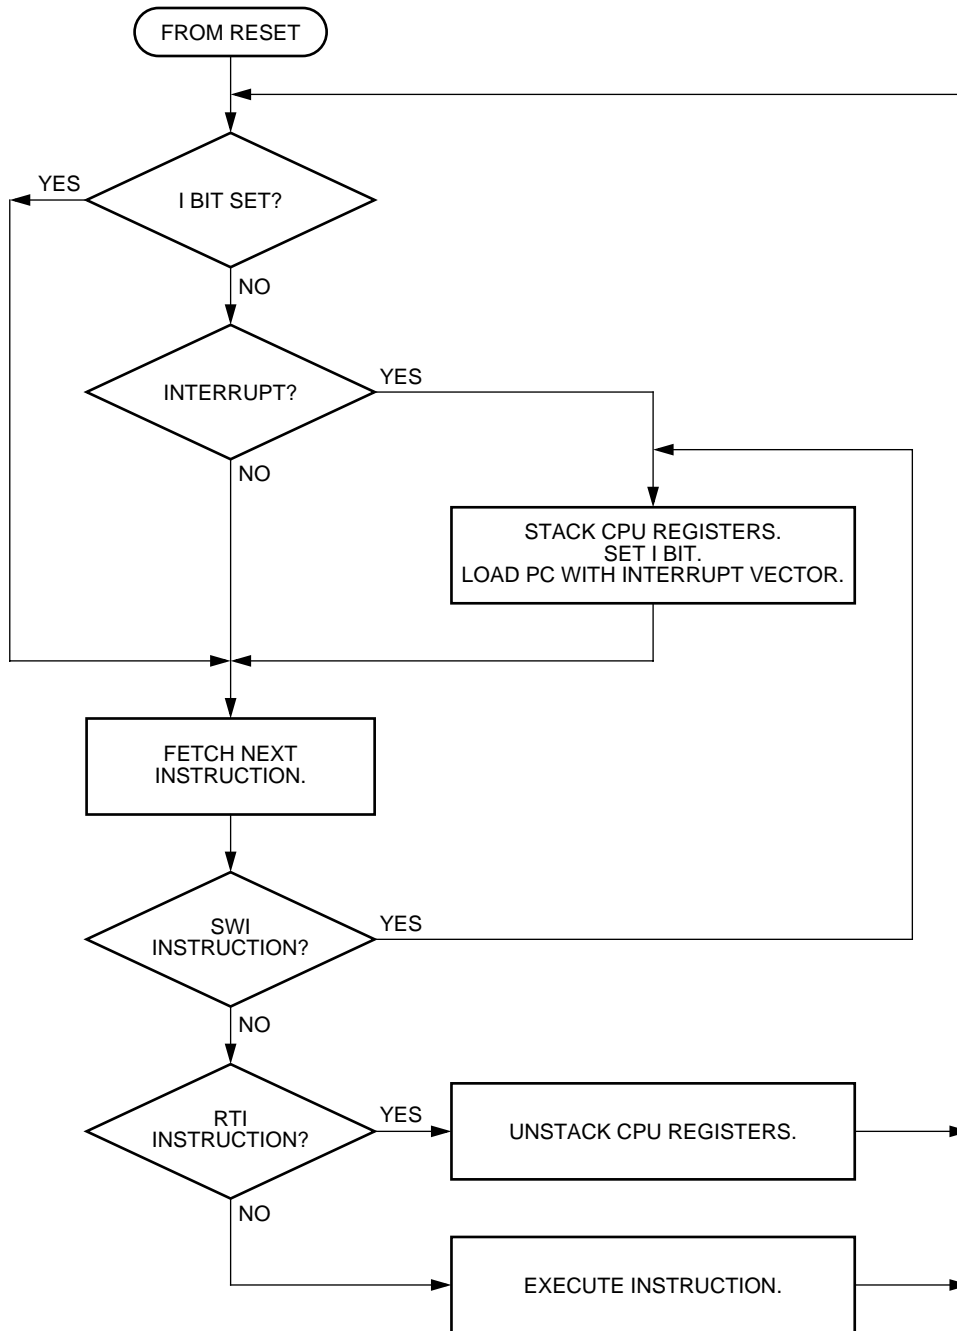 FROM RESET
YES
I BIT SET?
NO
INTERRUPT?
YES
NO
STACK CPU REGISTERS.
SET I BIT.
LOAD PC WITH INTERRUPT VECTOR.
FETCH NEXT
INSTRUCTION.
SWI
INSTRUCTION?
YES
NO
RTI
INSTRUCTION?
YES
UNSTACK CPU REGISTERS.
NO
EXECUTE INSTRUCTION.